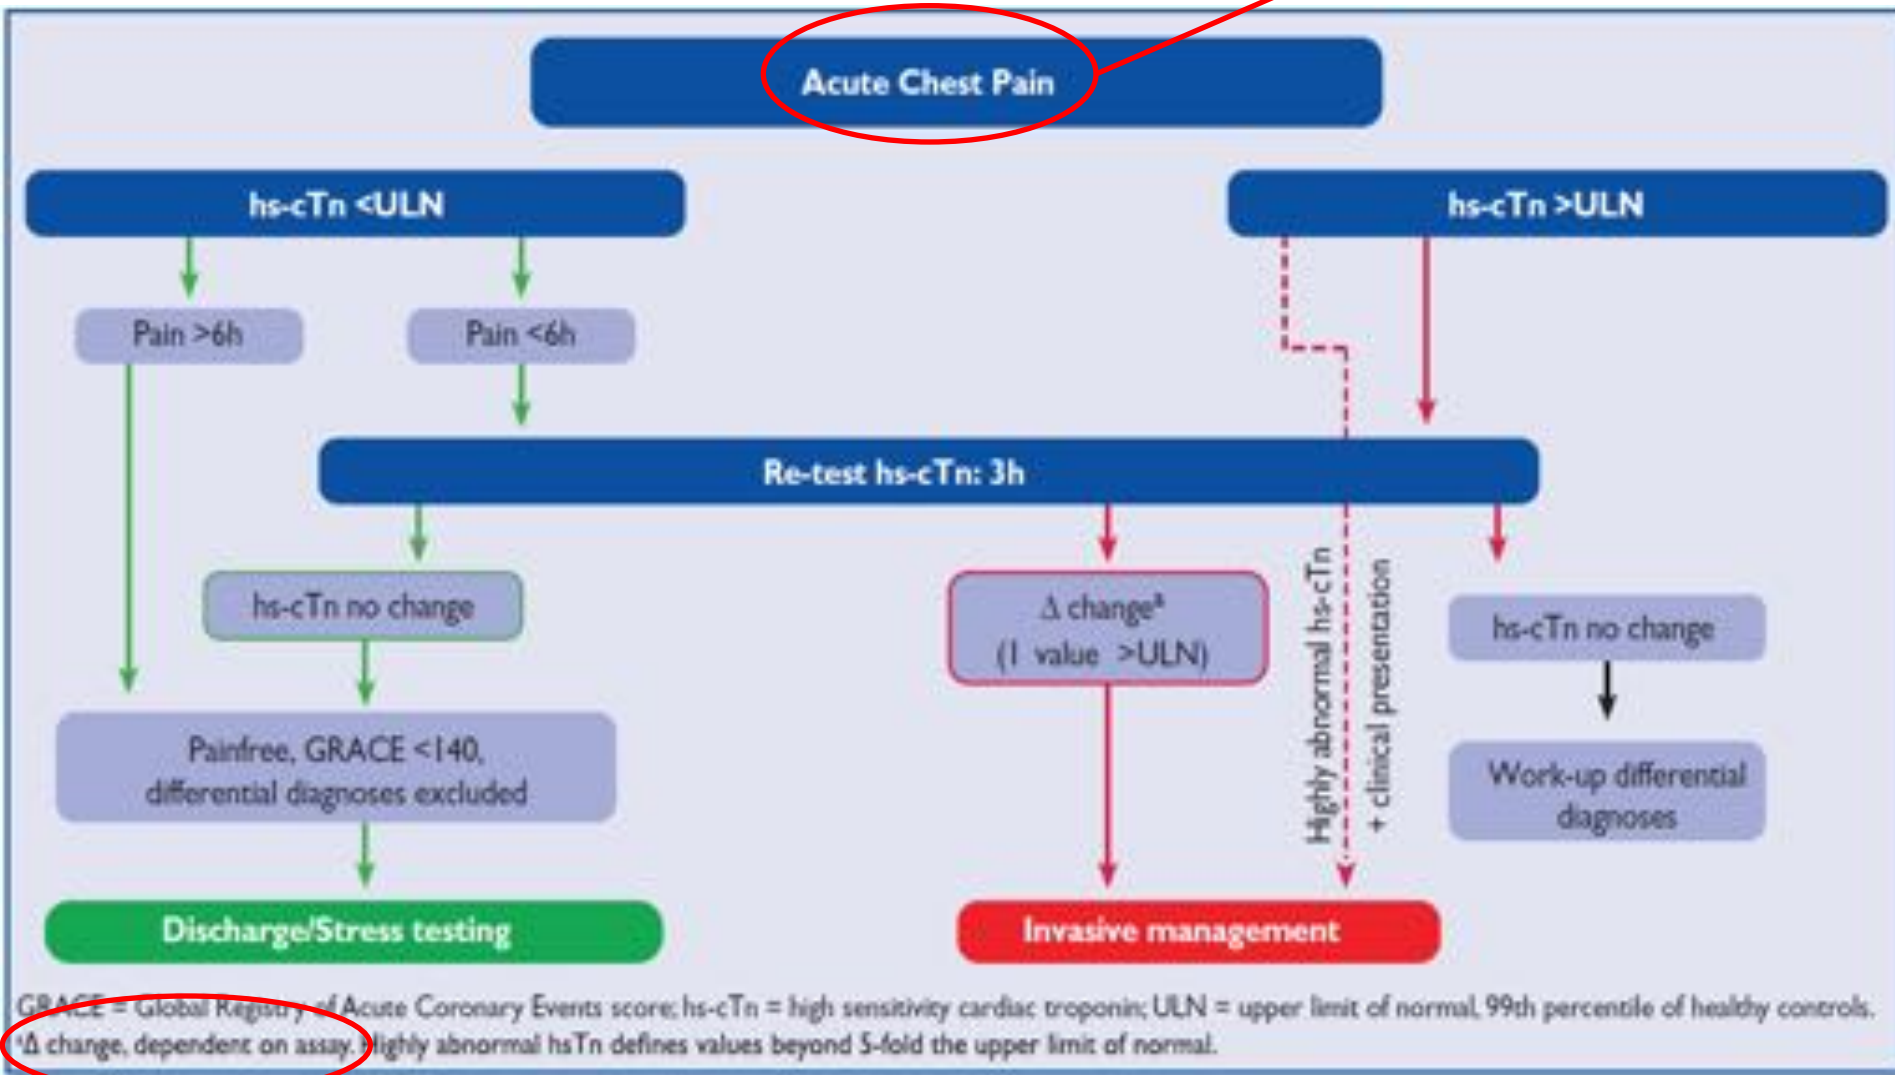 Acute Chest Pain
hs-cTn <ULN
hs-cTn >ULN
Pain >6h
Pain <6h
Re-test hs-cTn: 3h
hs-cTn no change
Δ changeᵃ
(1 value >ULN)
Highly abnormal hs-cTn
+ clinical presentation
hs-cTn no change
Painfree, GRACE <140,
differential diagnoses excluded
Work-up differential
diagnoses
Discharge/Stress testing
Invasive management
GRACE = Global Registry of Acute Coronary Events score; hs-cTn = high sensitivity cardiac troponin; ULN = upper limit of normal, 99th percentile of healthy controls.
ᵃΔ change, dependent on assay. Highly abnormal hsTn defines values beyond 5-fold the upper limit of normal.